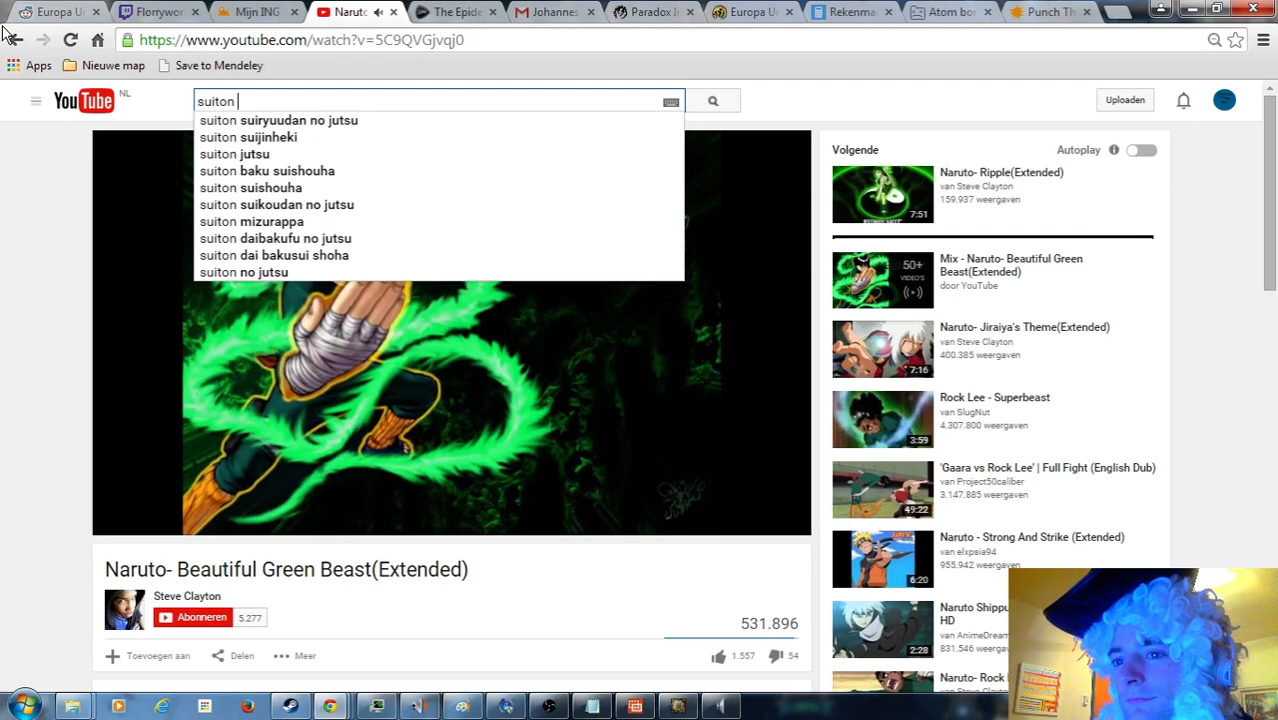 Europa U
Florrywor
Mijn ING
Naruto
The Epide
Johannes
Paradox I
Europa Un
Rekenmac
Atom bo
Punch Th
https://www.youtube.com/watch?v=5C9QVGjvqj0
Apps
Nieuwe map
Save to Mendeley
YouTube NL
suiton
Uploaden
suiton suiryuudan no jutsu
suiton suijinheki
suiton jutsu
suiton baku suishouha
suiton suishouha
suiton suikoudan no jutsu
suiton mizurappa
suiton daibakufu no jutsu
suiton dai bakusui shoha
suiton no jutsu
Naruto- Beautiful Green Beast(Extended)
Steve Clayton
Abonneren 5.277
531.896
Toevoegen aan
Delen
Meer
1.557
54
Volgende
Autoplay
Naruto- Ripple(Extended)
van Steve Clayton
159.937 weergaven
7:51
Mix - Naruto- Beautiful Green
Beast(Extended)
door YouTube
50+
VIDEO'S
Naruto- Jiraiya's Theme(Extended)
van Steve Clayton
400.385 weergaven
7:16
Rock Lee - Superbeast
van SlugNut
4.307.800 weergaven
3:59
'Gaara vs Rock Lee' | Full Fight (English Dub)
van Project50caliber
3.147.885 weergaven
49:22
Naruto - Strong And Strike (Extended)
van elxpsia94
955.942 weergaven
6:20
Naruto Shippu
HD
van AnimeDrean
831.546 weer
2:28
Naruto- Rock